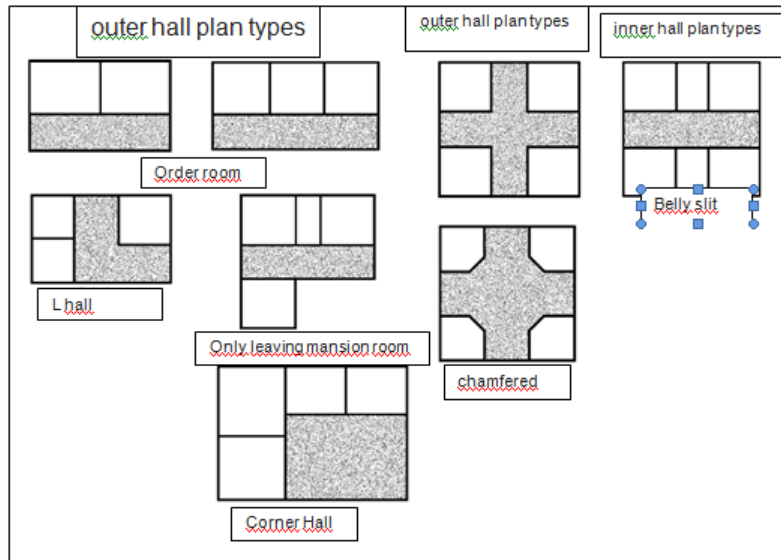 outer hall plan types
outer hall plan types
inner hall plan types
Order room
Belly slit
L hall
Only leaving mansion room
chamfered
Corner Hall